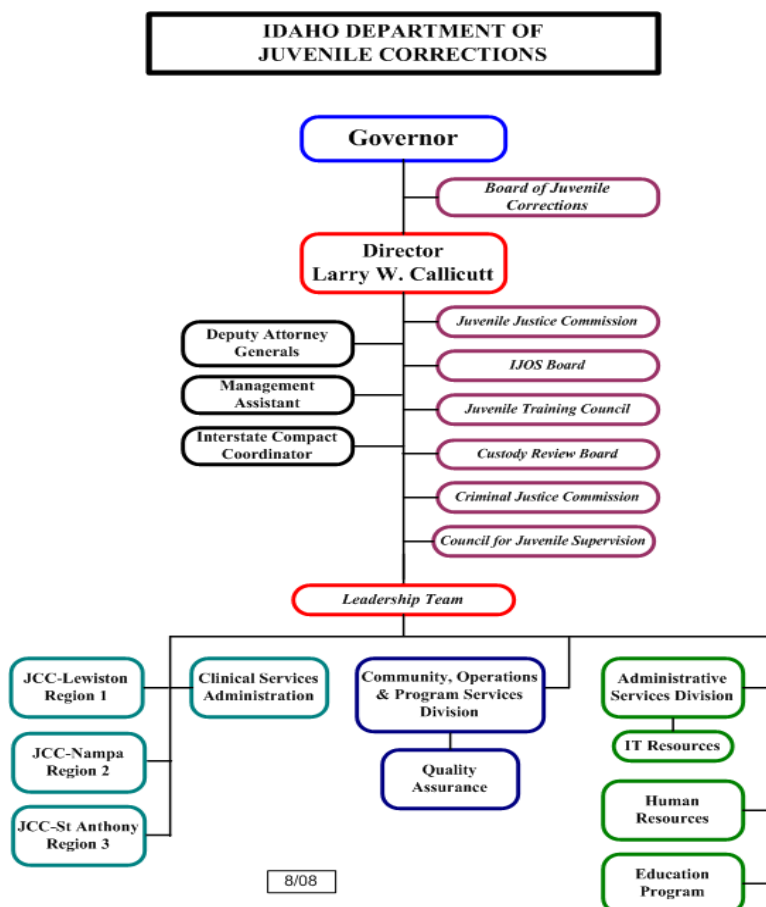 IDAHO DEPARTMENT OF
JUVENILE CORRECTIONS
Governor
Board of Juvenile
Corrections
Director
Larry W. Callicutt
Deputy Attorney
Generals
Management
Assistant
Interstate Compact
Coordinator
Juvenile Justice Commission
IJOS Board
Juvenile Training Council
Custody Review Board
Criminal Justice Commission
Council for Juvenile Supervision
Leadership Team
JCC-Lewiston
Region 1
Clinical Services
Administration
JCC-Nampa
Region 2
JCC-St Anthony
Region 3
Community, Operations
& Program Services
Division
Quality
Assurance
Administrative
Services Division
IT Resources
Human
Resources
Education
Program
8/08